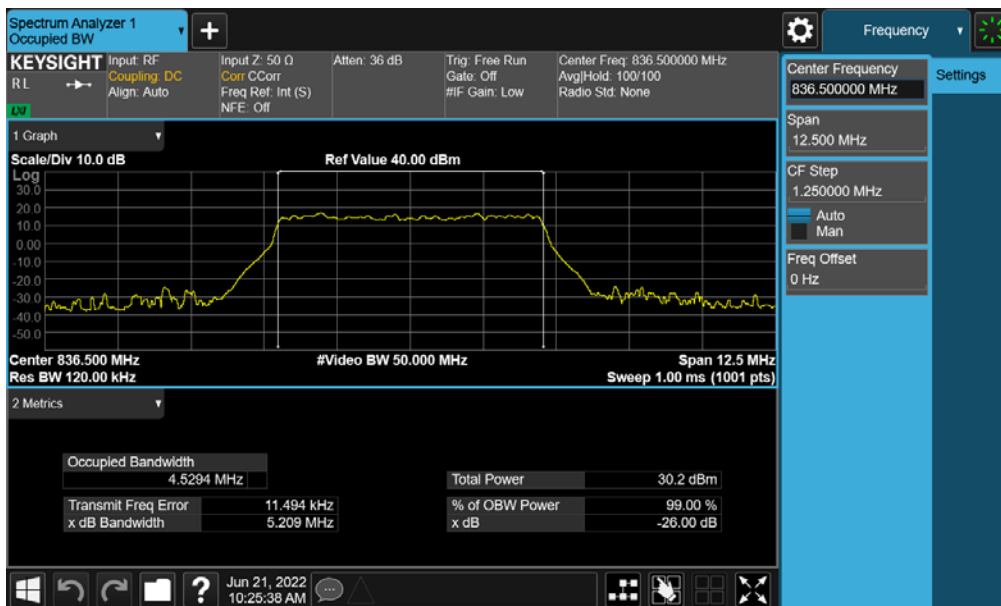 Spectrum Analyzer 1
Occupied BW
+
Frequency
KEYSIGHT Input: RF Input Z: 50 Ω Atten: 36 dB Trig: Free Run Center Freq: 836.500000 MHz
RL Coupling: DC Corr CCorr Gate: Off Avg|Hold: 100/100
Align: Auto Freq Ref: Int (S) #IF Gain: Low Radio Std: None
LXI NFE: Off
Center Frequency
836.500000 MHz
Settings
Span
12.500 MHz
CF Step
1.250000 MHz
Auto
Man
Freq Offset
0 Hz
1 Graph
Scale/Div 10.0 dB Ref Value 40.00 dBm
Log
30.0
20.0
10.0
0.00
-10.0
-20.0
-30.0
-40.0
-50.0
Center 836.500 MHz #Video BW 50.000 MHz Span 12.5 MHz
Res BW 120.00 kHz Sweep 1.00 ms (1001 pts)
2 Metrics
Occupied Bandwidth
4.5294 MHz Total Power 30.2 dBm
Transmit Freq Error 11.494 kHz % of OBW Power 99.00 %
x dB Bandwidth 5.209 MHz x dB -26.00 dB
? Jun 21, 2022
10:25:38 AM